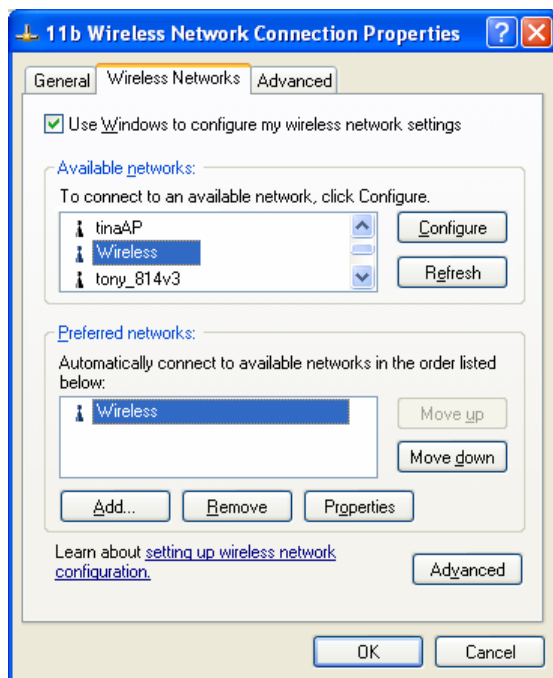 11b Wireless Network Connection Properties
General Wireless Networks Advanced
Use Windows to configure my wireless network settings
Available networks:
To connect to an available network, click Configure.
tinaAP
Wireless
tony_814v3
Configure
Refresh
Preferred networks:
Automatically connect to available networks in the order listed
below:
Wireless
Move up
Move down
Add... Remove Properties
Learn about setting up wireless network
configuration.
Advanced
OK Cancel